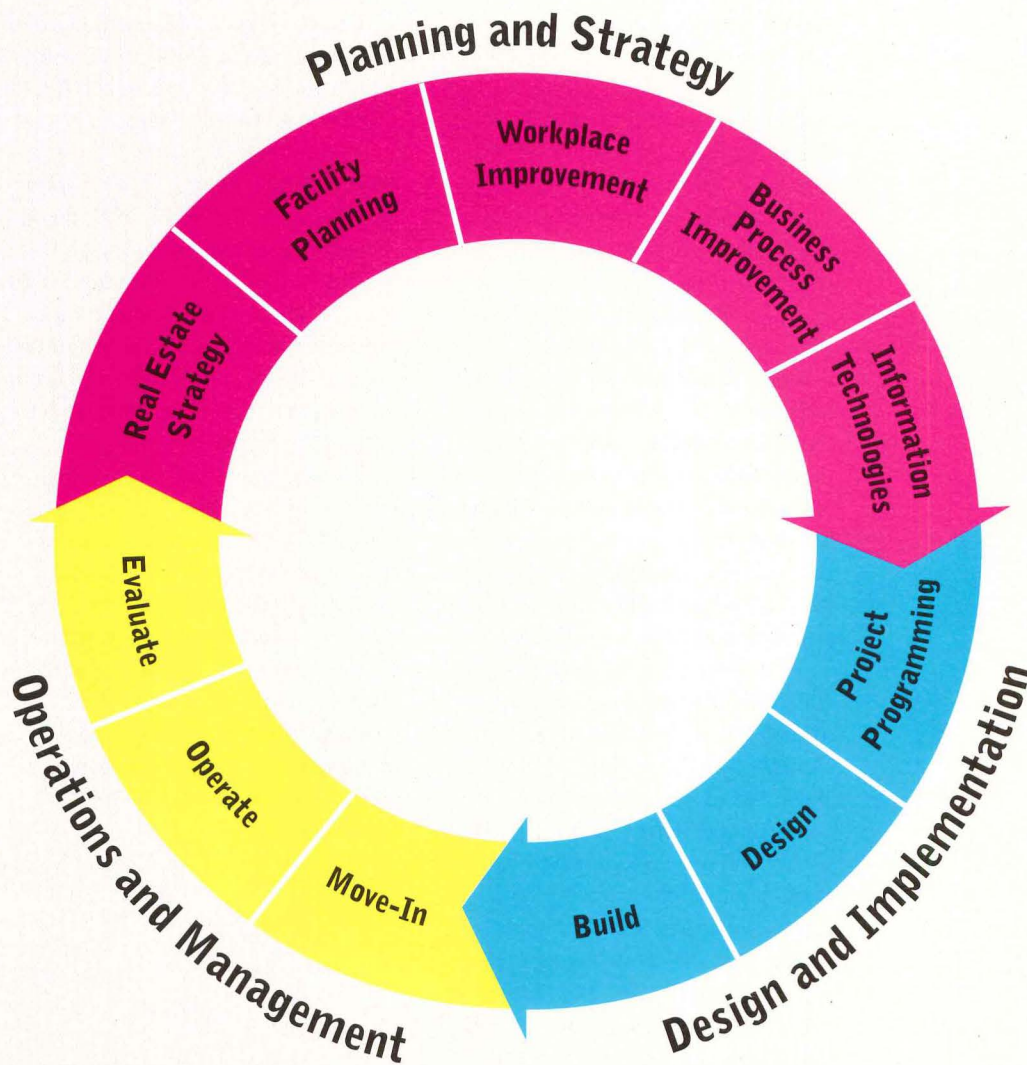 Planning and Strategy
Real Estate
Strategy
Facility
Planning
Workplace
Improvement
Business
Process
Improvement
Information
Technologies
Design and Implementation
Project
Programming
Design
Build
Operations and Management
Move-In
Operate
Evaluate